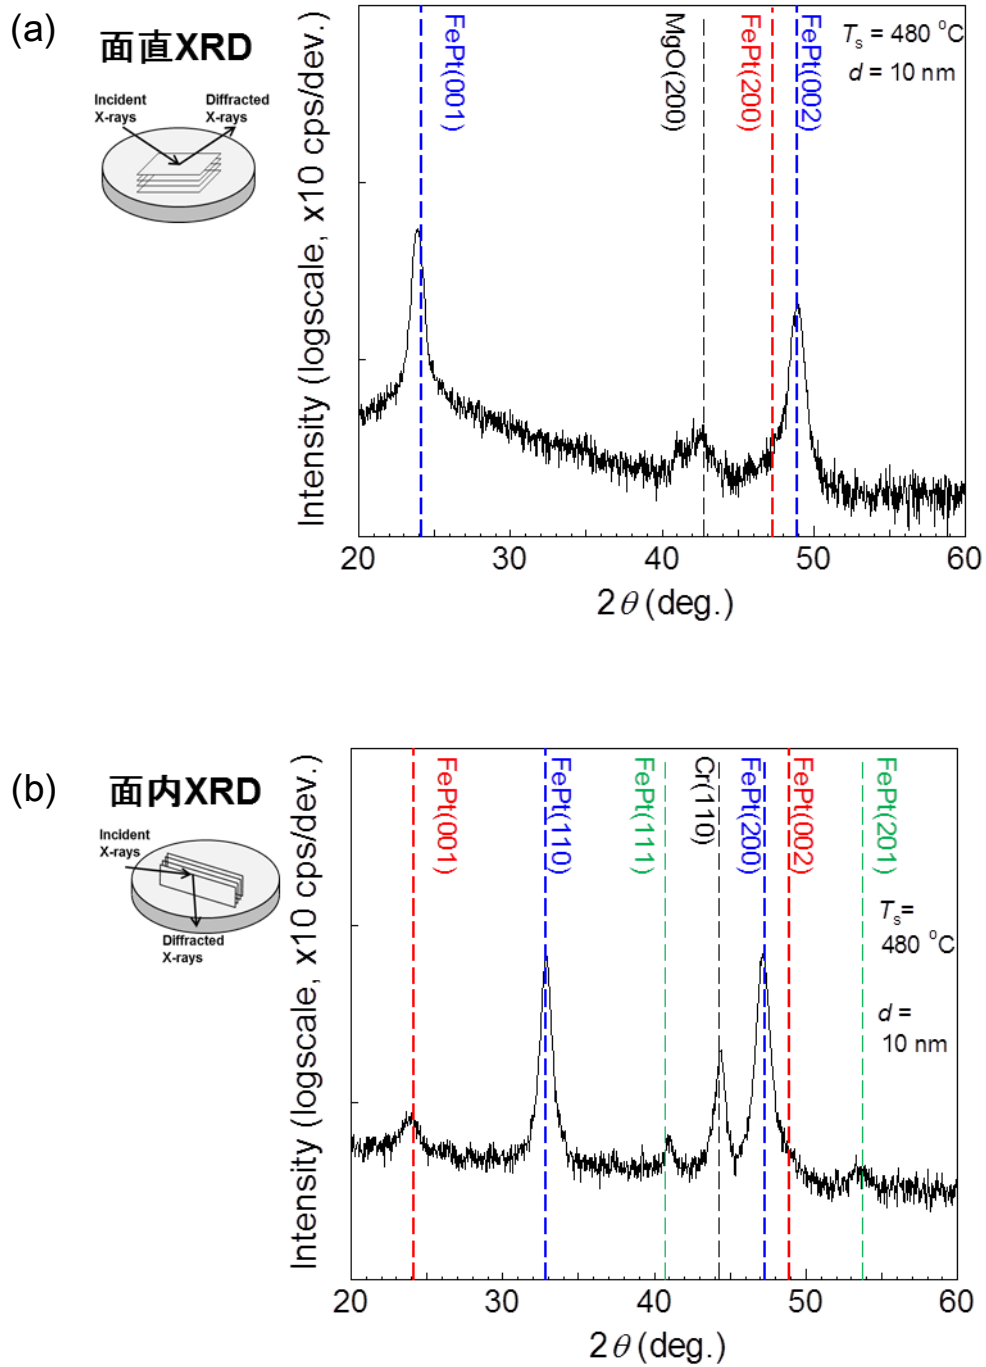 (a)
面直XRD
Incident
X-rays
Diffracted
X-rays
Intensity (logscale, x10 cps/dev.)
FePt(001)
MgO(200)
FePt(200)
FePt(002)
Ts = 480 °C
d = 10 nm
20
30
40
50
60
2θ (deg.)
(b)
面内XRD
Incident
X-rays
Diffracted
X-rays
Intensity (logscale, x10 cps/dev.)
FePt(001)
FePt(110)
FePt(111)
Cr(110)
FePt(200)
FePt(002)
FePt(201)
Ts=
480 °C
d =
10 nm
20
30
40
50
60
2θ (deg.)